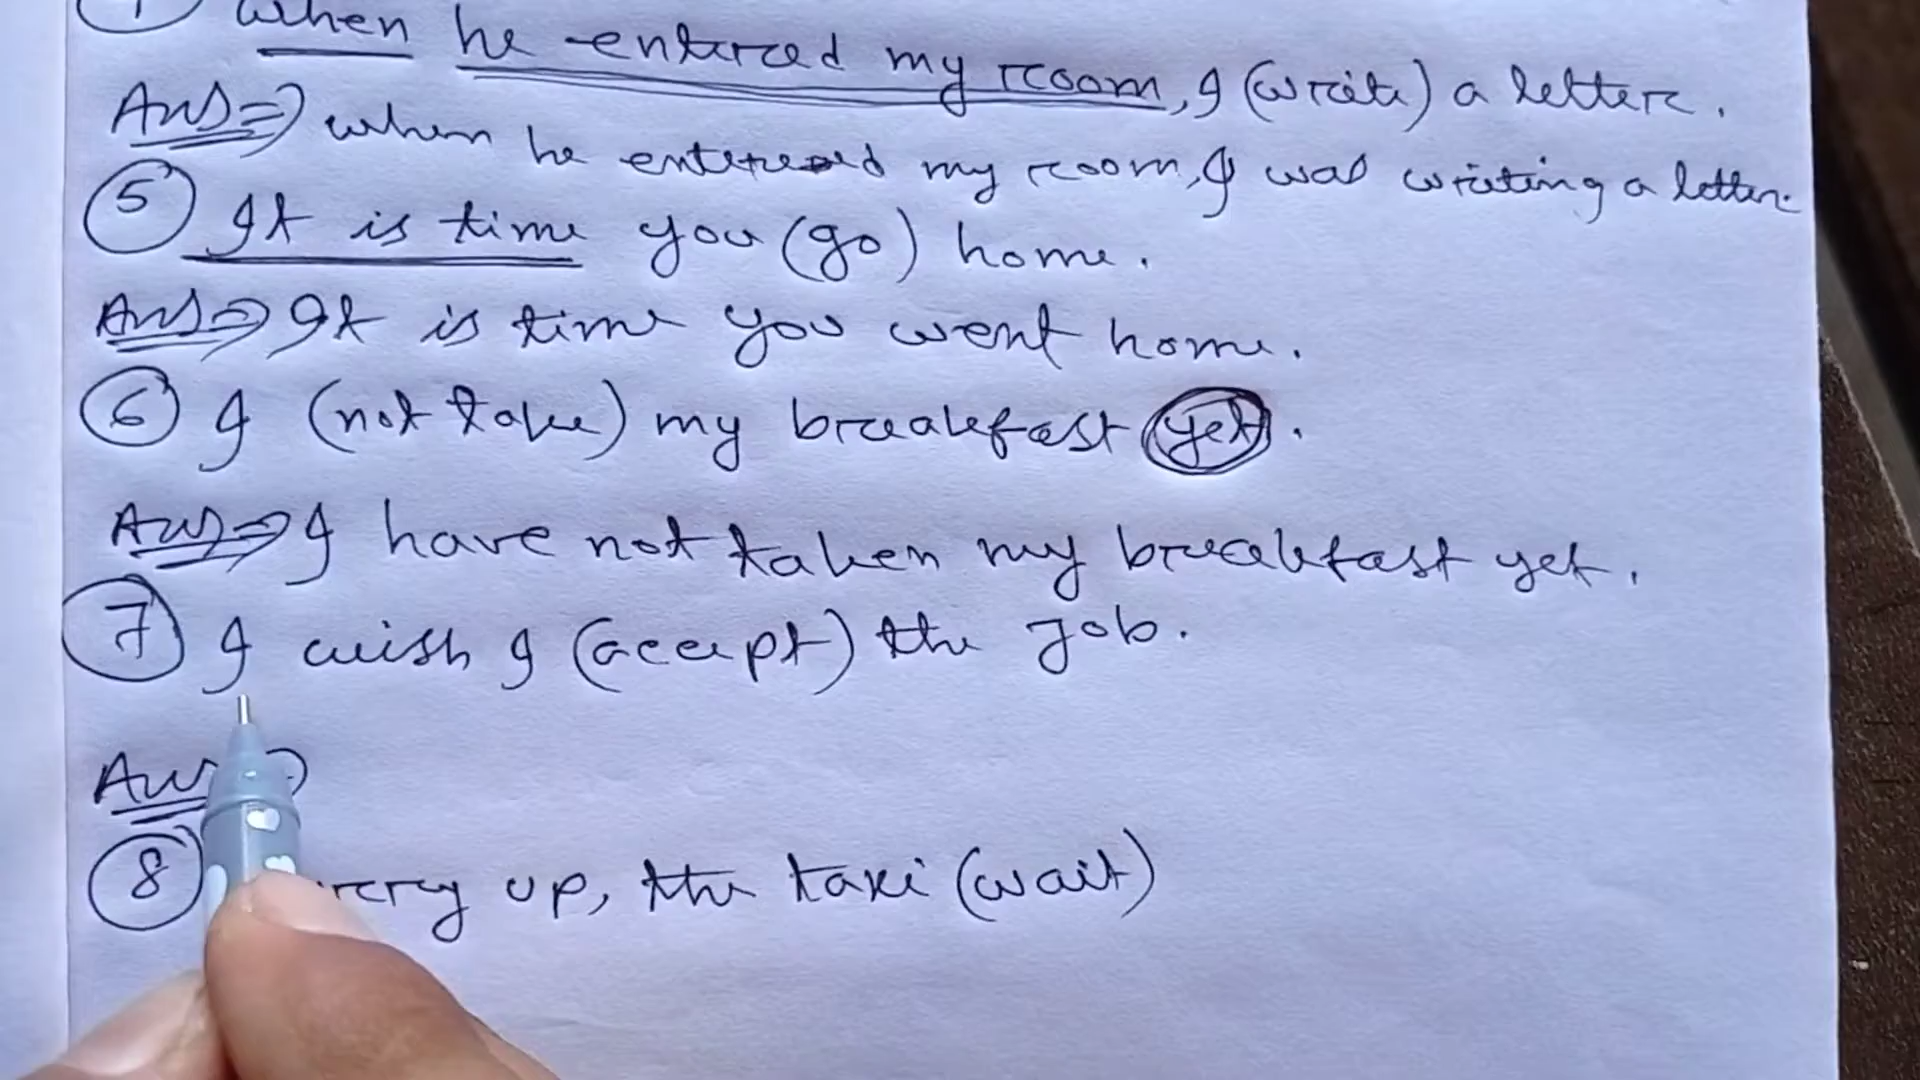 When he entered my room, I (write) a letter.
Ans=> When he entered my room, I was writing a letter.
5 It is time you (go) home.
Ans=> It is time you went home.
6 I (not take) my breakfast yet.
Ans=> I have not taken my breakfast yet.
7 I wish I (accept) the job.
Ans
8 up, the taxi (wait)